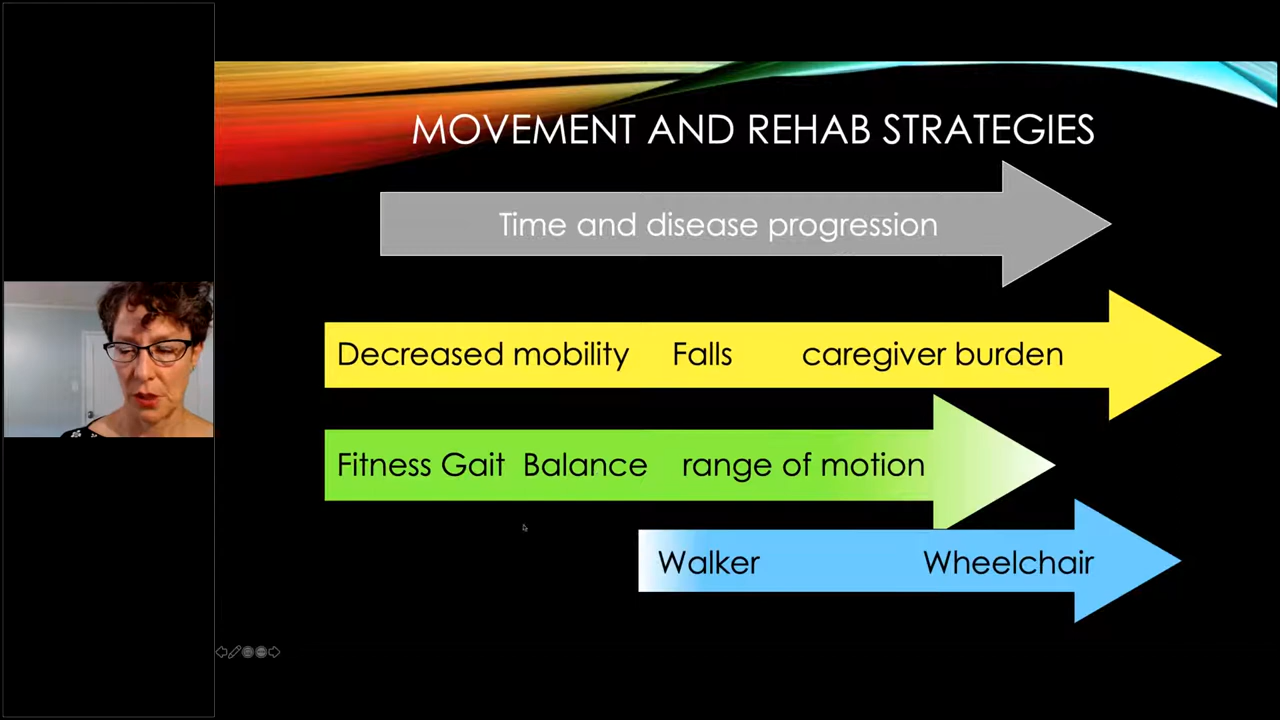 MOVEMENT AND REHAB STRATEGIES
Time and disease progression
Decreased mobility Falls caregiver burden
Fitness Gait Balance range of motion
Walker Wheelchair